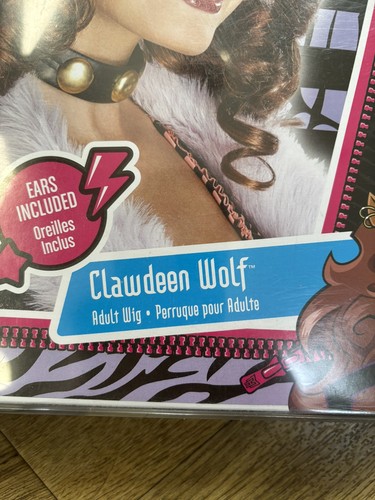 EARS
INCLUDED
Oreilles
Inclus
Clawdeen Wolf™
Adult Wig • Perruque pour Adulte